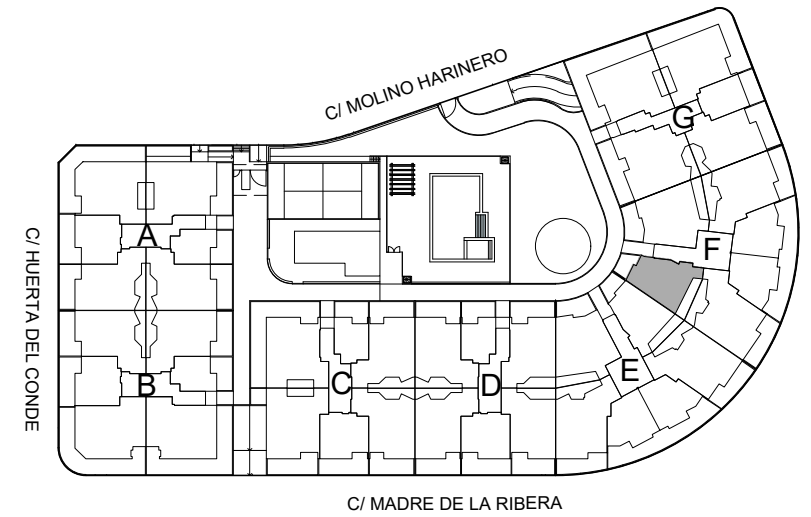 C/ MOLINO HARINERO
G
A
F
C/ HUERTA DEL CONDE
E
B
C
D
C/ MADRE DE LA RIBERA